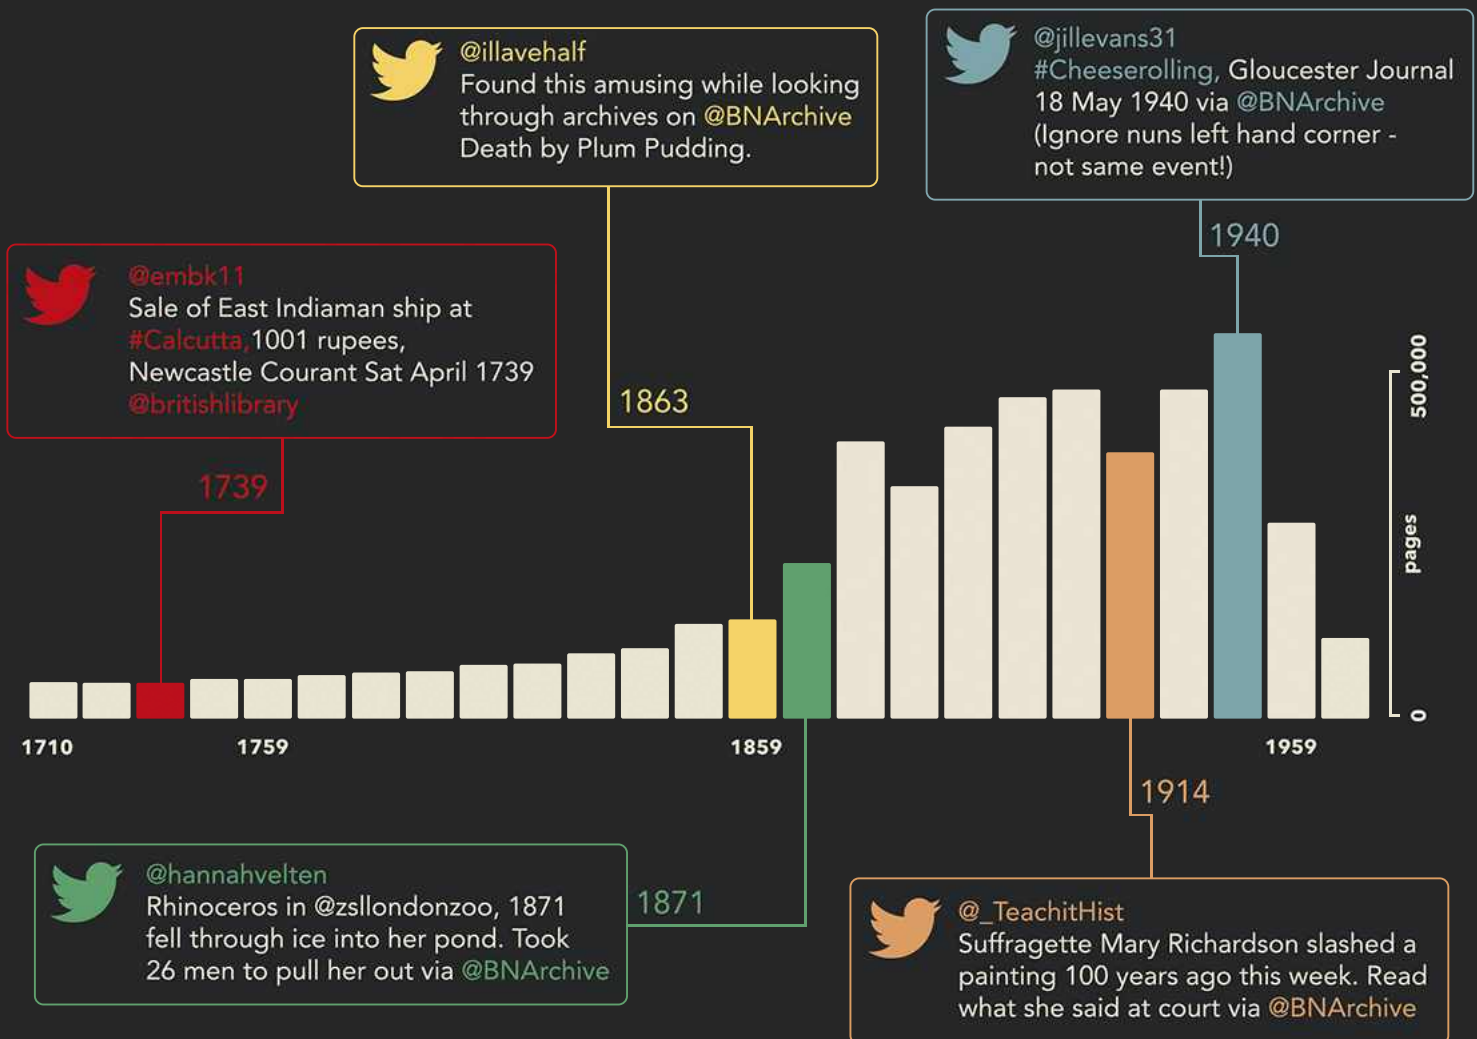 @illavehalf
Found this amusing while looking
through archives on @BNArchive
Death by Plum Pudding.
@jillevans31
#Cheeserolling, Gloucester Journal
18 May 1940 via @BNArchive
(Ignore nuns left hand corner -
not same event!)
1940
@embk11
Sale of East Indiaman ship at
#Calcutta, 1001 rupees,
Newcastle Courant Sat April 1739
@britishlibrary
1863
1739
500,000
pages
0
1710
1759
1859
1959
1914
@hannahvelten
Rhinoceros in @zsllondonzoo, 1871
fell through ice into her pond. Took
26 men to pull her out via @BNArchive
1871
@_TeachitHist
Suffragette Mary Richardson slashed a
painting 100 years ago this week. Read
what she said at court via @BNArchive